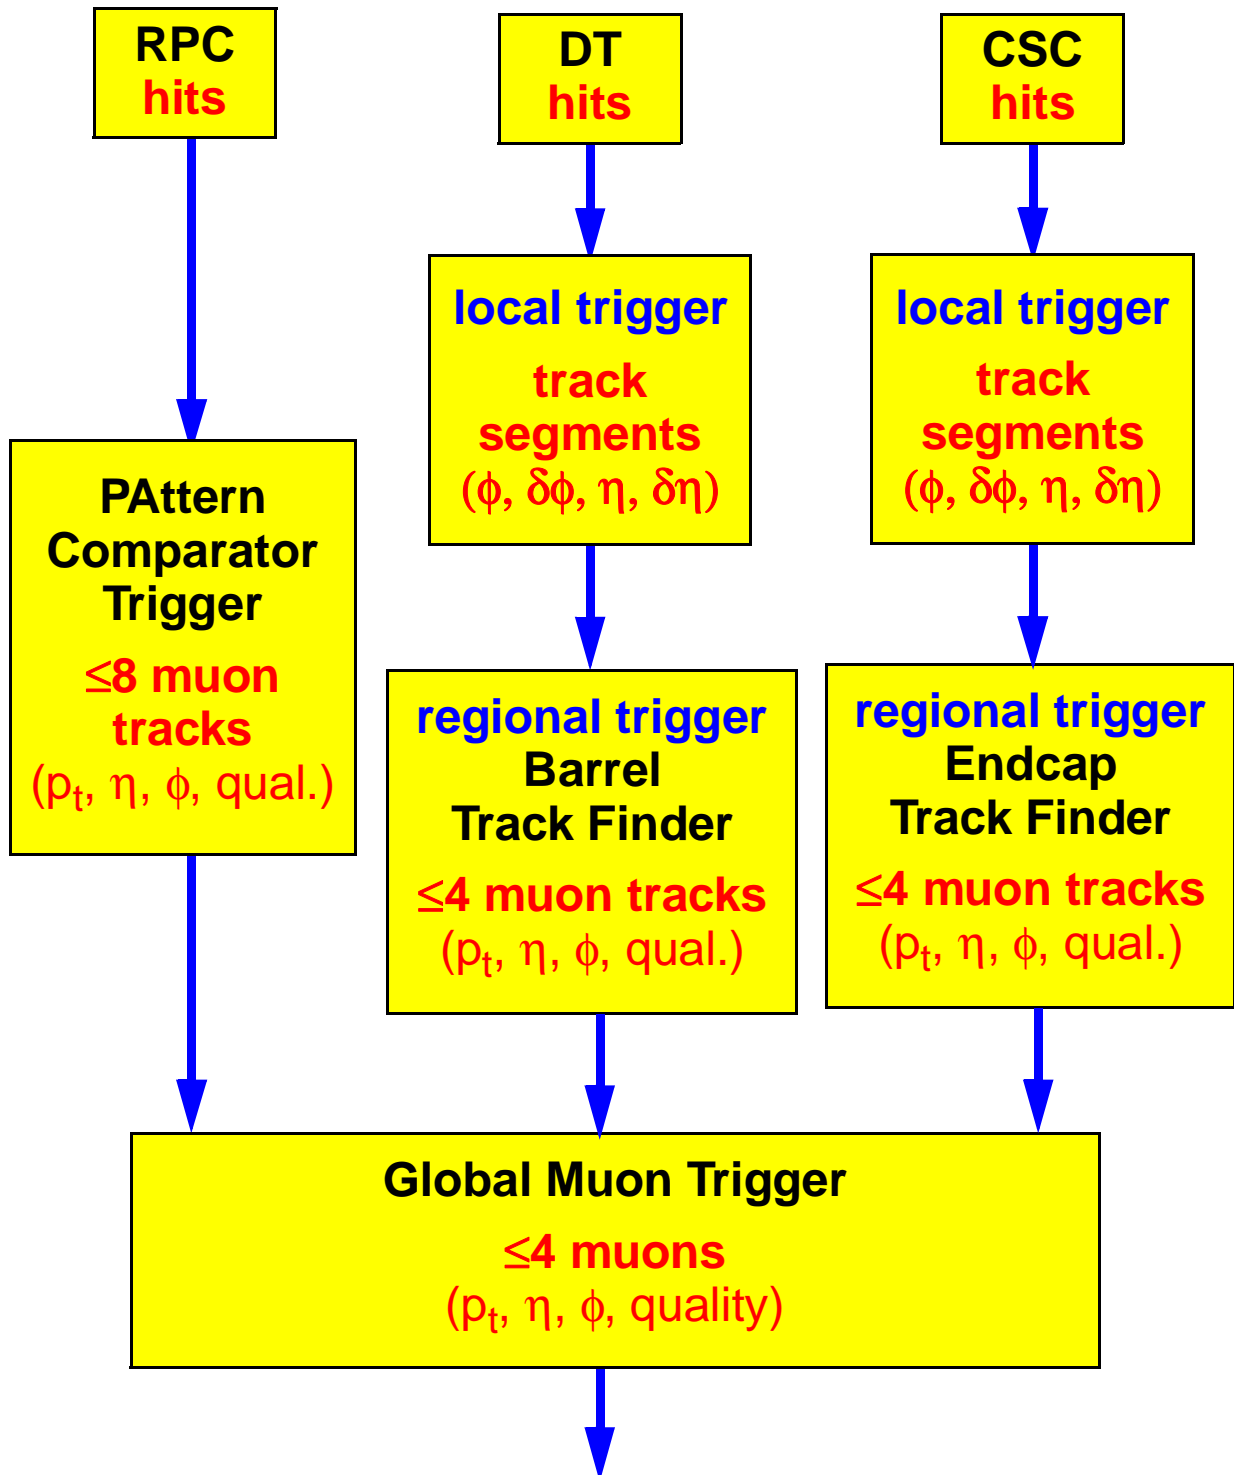 RPC
hits
DT
hits
CSC
hits
local trigger
track
segments
(ϕ, δϕ, η, δη)
local trigger
track
segments
(ϕ, δϕ, η, δη)
PAttern
Comparator
Trigger
≤8 muon
tracks
(pₜ, η, ϕ, qual.)
regional trigger
Barrel
Track Finder
≤4 muon tracks
(pₜ, η, ϕ, qual.)
regional trigger
Endcap
Track Finder
≤4 muon tracks
(pₜ, η, ϕ, qual.)
Global Muon Trigger
≤4 muons
(pₜ, η, ϕ, quality)